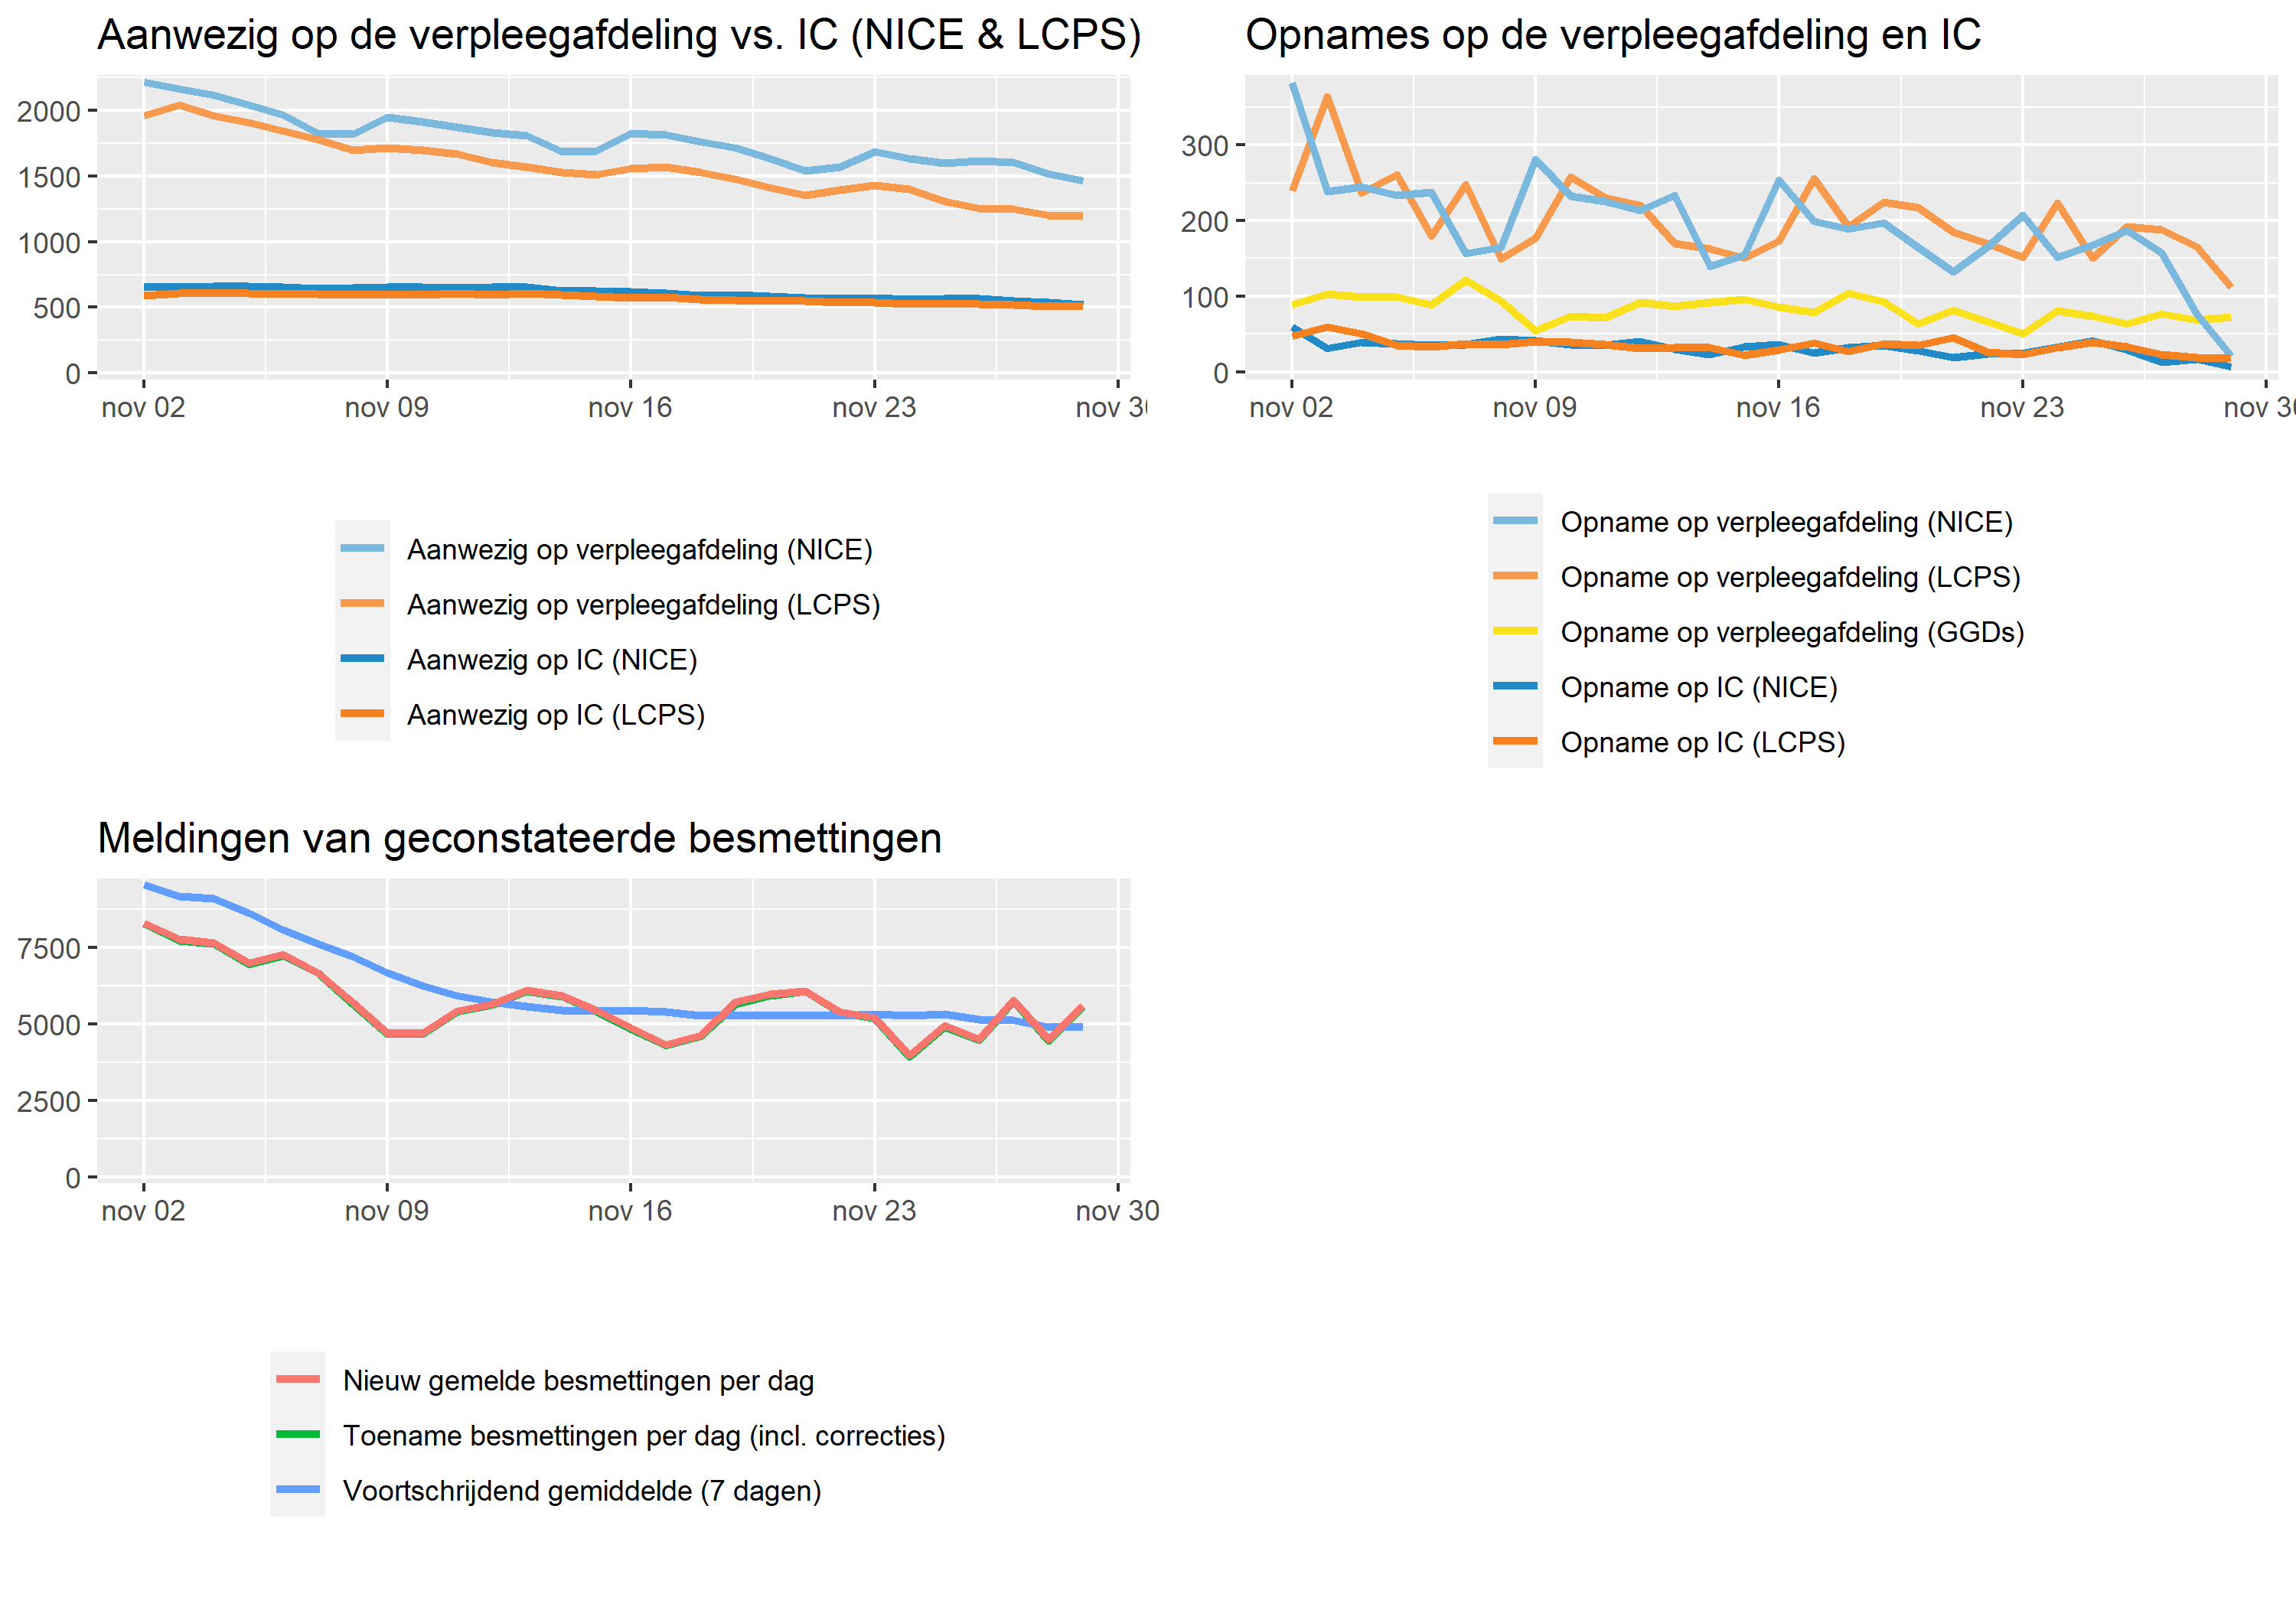 Aanwezig op de verpleegafdeling vs. IC (NICE & LCPS)
2000
1500
1000
500
0
nov 02 nov 09 nov 16 nov 23 nov 30
Aanwezig op verpleegafdeling (NICE)
Aanwezig op verpleegafdeling (LCPS)
Aanwezig op IC (NICE)
Aanwezig op IC (LCPS)
Opnames op de verpleegafdeling en IC
300
200
100
0
nov 02 nov 09 nov 16 nov 23 nov 30
Opname op verpleegafdeling (NICE)
Opname op verpleegafdeling (LCPS)
Opname op verpleegafdeling (GGDs)
Opname op IC (NICE)
Opname op IC (LCPS)
Meldingen van geconstateerde besmettingen
7500
5000
2500
0
nov 02 nov 09 nov 16 nov 23 nov 30
Nieuw gemelde besmettingen per dag
Toename besmettingen per dag (incl. correcties)
Voortschrijdend gemiddelde (7 dagen)